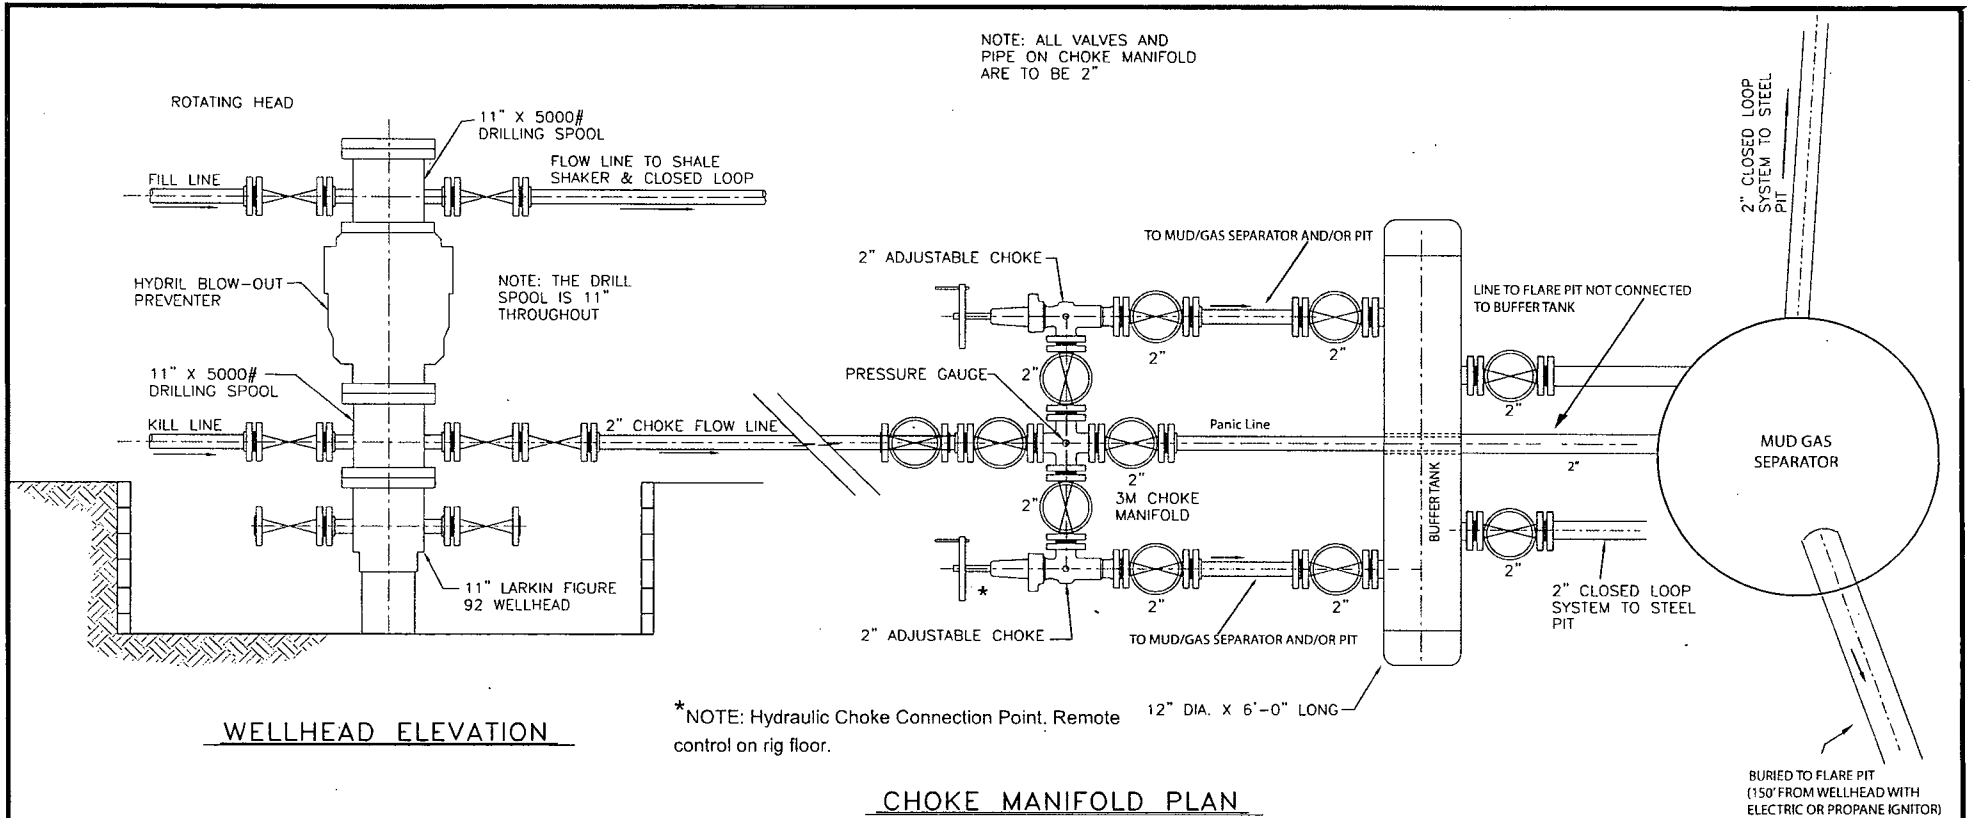 NOTE: ALL VALVES AND
PIPE ON CHOKE MANIFOLD
ARE TO BE 2"
ROTATING HEAD
11" X 5000#
DRILLING SPOOL
FILL LINE
FLOW LINE TO SHALE
SHAKER & CLOSED LOOP
HYDRIL BLOW-OUT
PREVENTER
NOTE: THE DRILL
SPOOL IS 11"
THROUGHOUT
11" X 5000#
DRILLING SPOOL
KILL LINE
2" CHOKE FLOW LINE
11" LARKIN FIGURE
92 WELLHEAD
WELLHEAD ELEVATION
2" ADJUSTABLE CHOKE
TO MUD/GAS SEPARATOR AND/OR PIT
2"
2"
2"
PRESSURE GAUGE
Panic Line
2"
3M CHOKE
MANIFOLD
2"
*
2"
2"
2" ADJUSTABLE CHOKE
TO MUD/GAS SEPARATOR AND/OR PIT
BUFFER TANK
12" DIA. X 6'-0" LONG
LINE TO FLARE PIT NOT CONNECTED
TO BUFFER TANK
2"
2"
2"
2" CLOSED LOOP
SYSTEM TO STEEL
PIT
2" CLOSED LOOP
SYSTEM TO STEEL
PIT
MUD GAS
SEPARATOR
BURIED TO FLARE PIT
(150' FROM WELLHEAD WITH
ELECTRIC OR PROPANE IGNITOR)
*NOTE: Hydraulic Choke Connection Point. Remote
control on rig floor.
CHOKE MANIFOLD PLAN